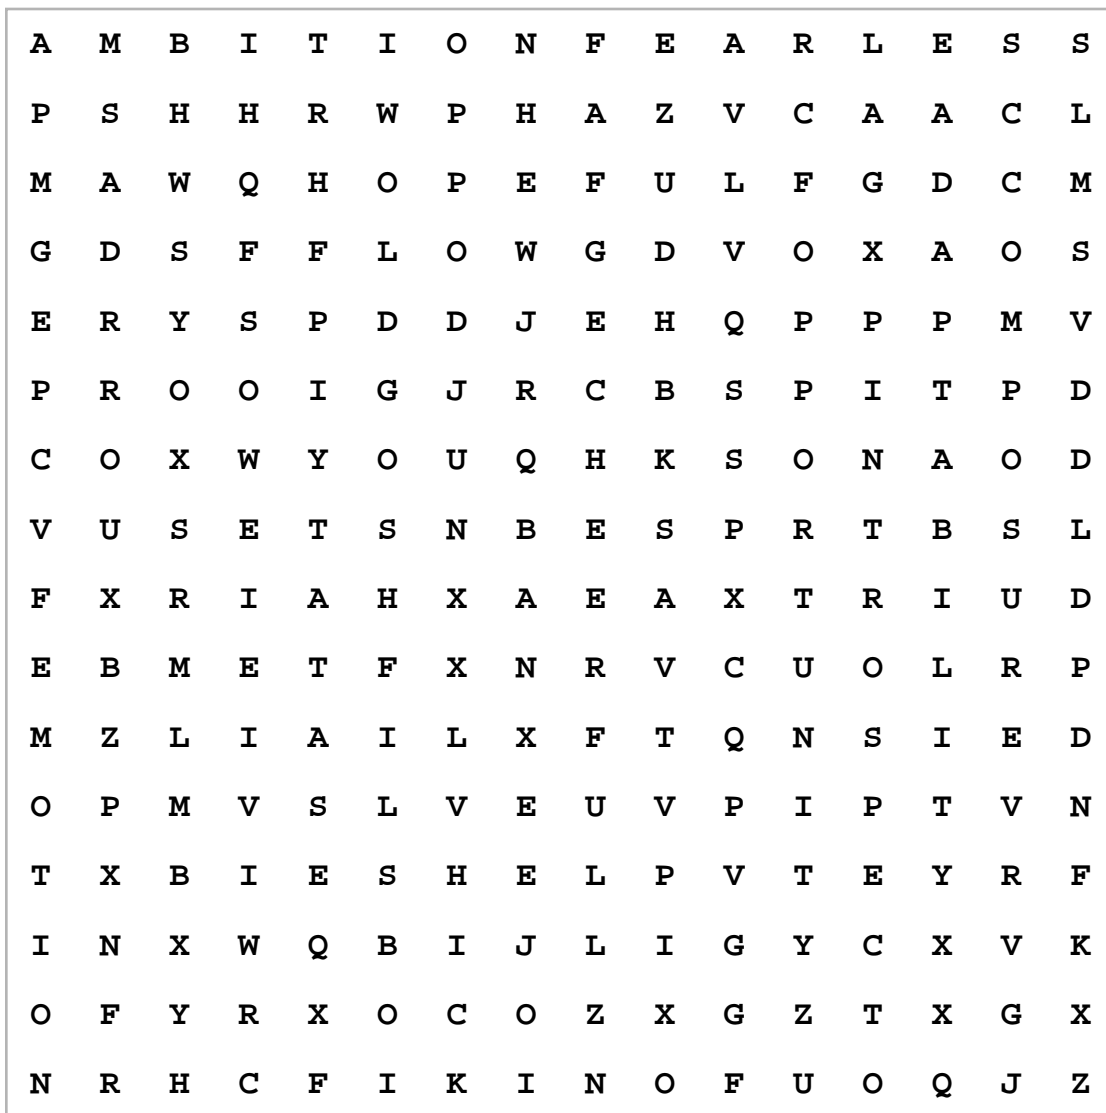 A M B I T I O N F E A R L E S S
P S H H R W P H A Z V C A A C L
M A W Q H O P E F U L F G D C M
G D S F F L O W G D V O X A O S
E R Y S P D D J E H Q P P P M V
P R O O I G J R C B S P I T P D
C O X W Y O U Q H K S O N A O D
V U S E T S N B E S P R T B S L
F X R I A H X A E A X T R I U D
E B M E T F X N R V C U O L R P
M Z L I A I L X F T Q N S I E D
O P M V S L V E U V P I P T V N
T X B I E S H E L P V T E Y R F
I N X W Q B I J L I G Y C X V K
O F Y R X O C O Z X G Z T X G X
N R H C F I K I N O F U O Q J Z